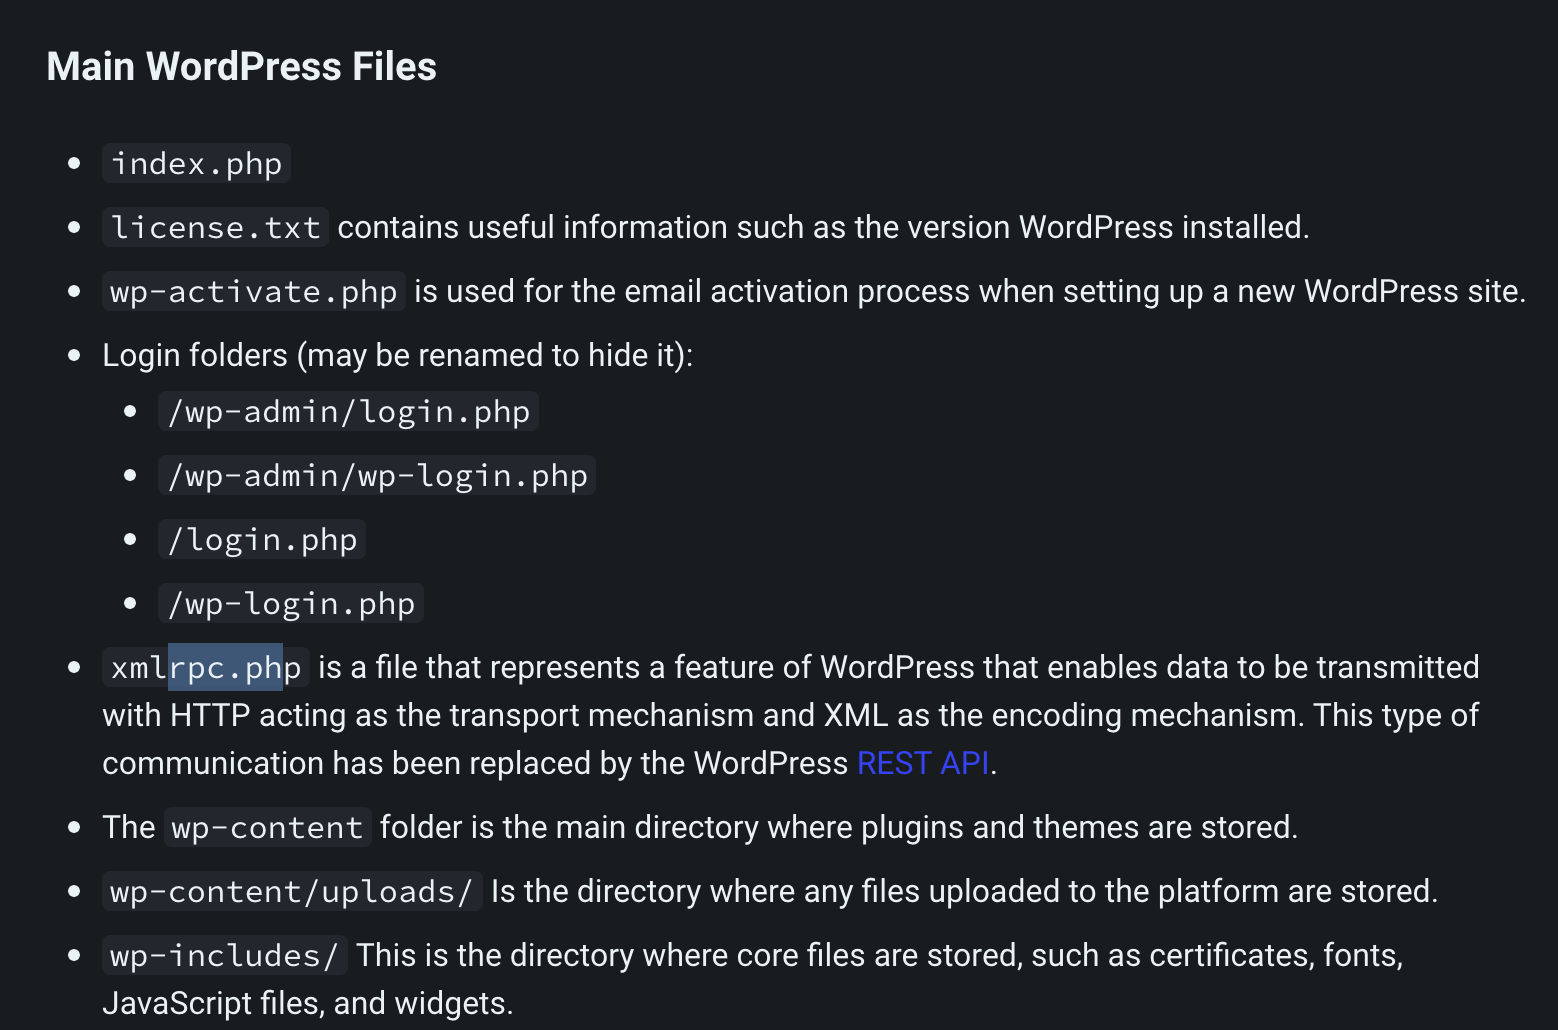 Main WordPress Files
index.php
license.txt contains useful information such as the version WordPress installed.
wp-activate.php is used for the email activation process when setting up a new WordPress site.
Login folders (may be renamed to hide it):
/wp-admin/login.php
/wp-admin/wp-login.php
/login.php
/wp-login.php
xmlrpc.php is a file that represents a feature of WordPress that enables data to be transmitted
with HTTP acting as the transport mechanism and XML as the encoding mechanism. This type of
communication has been replaced by the WordPress REST API.
The wp-content folder is the main directory where plugins and themes are stored.
wp-content/uploads/ Is the directory where any files uploaded to the platform are stored.
wp-includes/ This is the directory where core files are stored, such as certificates, fonts,
JavaScript files, and widgets.